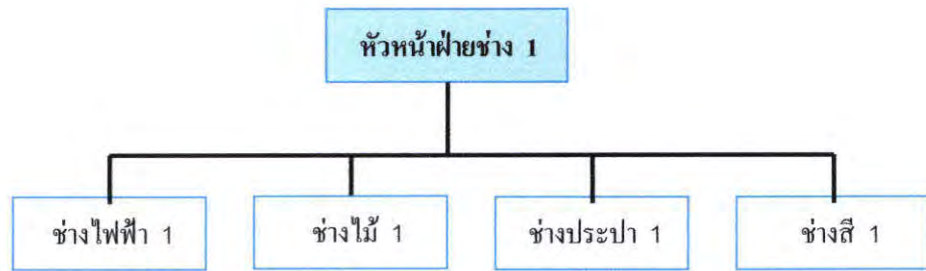 หัวหน้าฝ่ายช่าง 1
ช่างไฟฟ้า 1
ช่างไม้ 1
ช่างประปา 1
ช่างสี 1